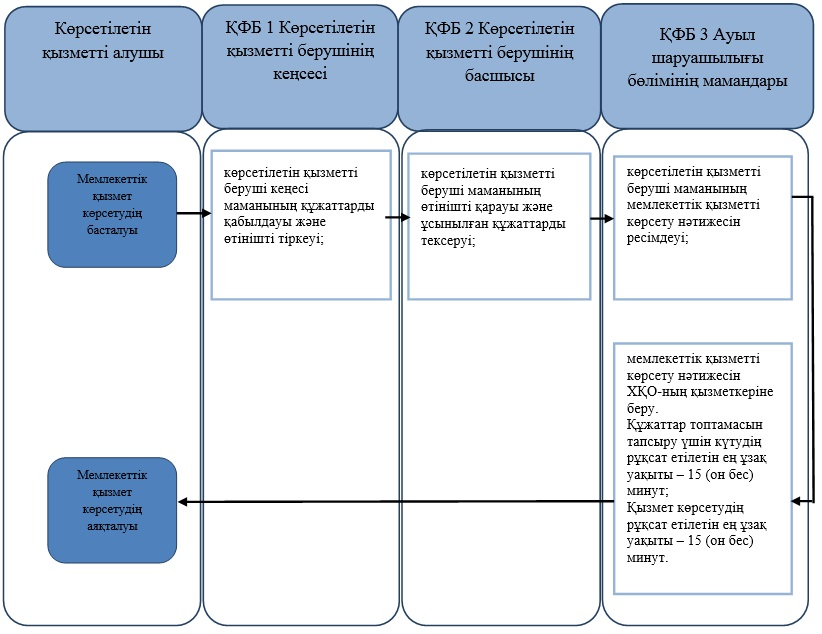 Көрсетілетін
қызметті алушы
ҚФБ 1 Көрсетілетін
қызметті берушінің
кеңсесі
ҚФБ 2 Көрсетілетін
қызметті берушінің
басшысы
ҚФБ 3 Ауыл
шаруашылығы
бөлімінің мамандары
Мемлекеттік
қызмет
көрсетудің
басталуы
көрсетілетін қызметті
беруші кеңесі
маманының құжаттарды
қабылдауы және
өтінішті тіркеуі;
көрсетілетін қызметті
беруші маманының
өтінішті қарауы және
ұсынылған құжаттарды
тексеруі;
көрсетілетін қызметті
беруші маманының
мемлекеттік қызметті
көрсету нәтижесін
ресімдеуі;
мемлекеттік қызметті
көрсету нәтижесін
ХҚО-ның қызметкеріне
беру.
Құжаттар топтамасын
тапсыру үшін күтудің
рұқсат етілетін ең ұзақ
уақыты – 15 (он бес)
минут;
Қызмет көрсетудің
рұқсат етілетін ең ұзақ
уақыты – 15 (он бес)
минут.
Мемлекеттік
қызмет
көрсетудің
аяқталуы